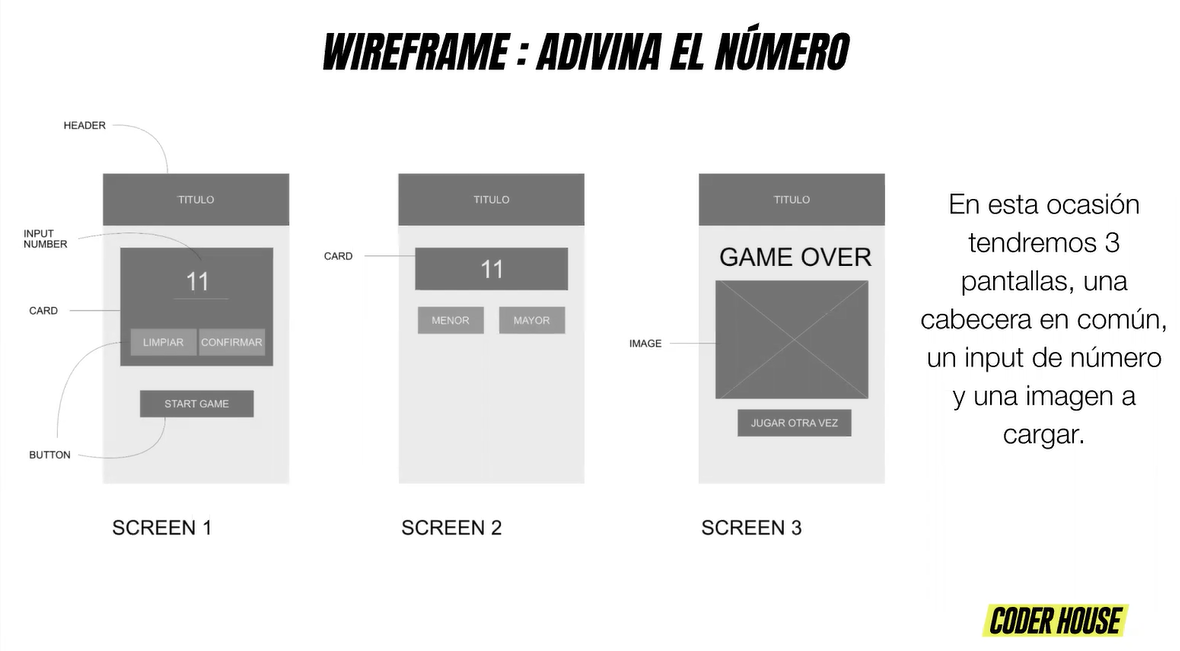 WIREFRAME : ADIVINA EL NÚMERO
HEADER
TITULO
INPUT
NUMBER
11
CARD
LIMPIAR
CONFIRMAR
START GAME
BUTTON
SCREEN 1
TITULO
CARD
11
MENOR
MAYOR
SCREEN 2
TITULO
GAME OVER
IMAGE
JUGAR OTRA VEZ
SCREEN 3
En esta ocasión
tendremos 3
pantallas, una
cabecera en común,
un input de número
y una imagen a
cargar.
CODER HOUSE